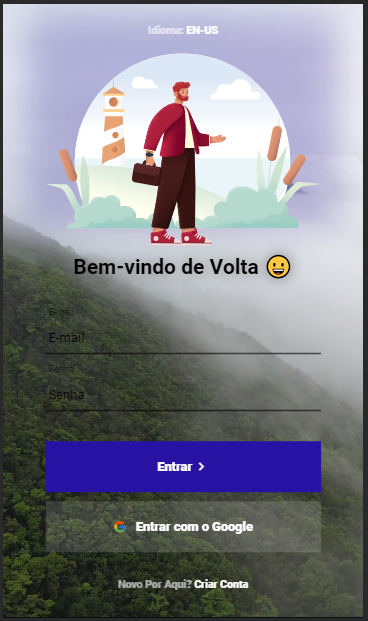 Idioma: EN-US
Bem-vindo de Volta 😀
E-mail
E-mail
Senha
Senha
Entrar >
Entrar com o Google
Novo Por Aqui? Criar Conta